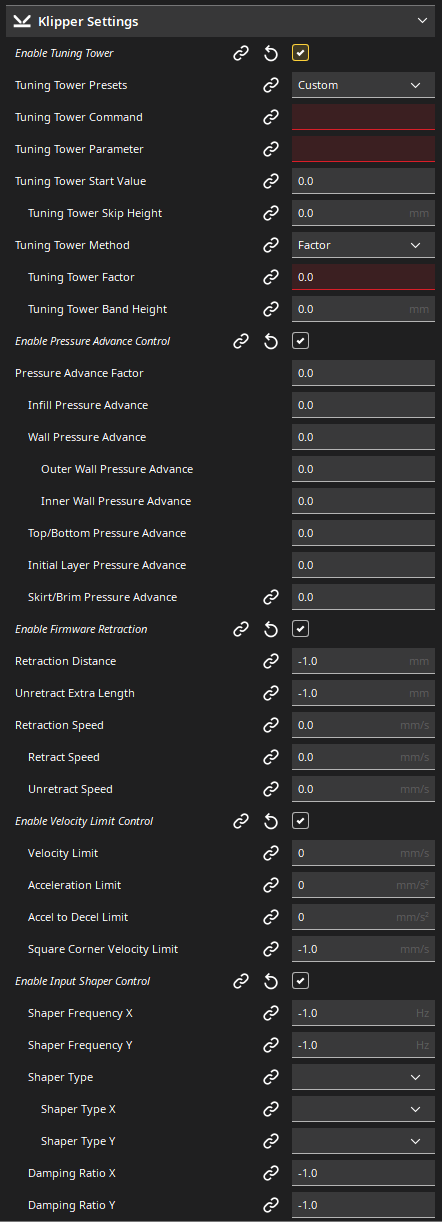 Klipper Settings
Enable Tuning Tower
Tuning Tower Presets Custom
Tuning Tower Command
Tuning Tower Parameter
Tuning Tower Start Value 0.0
Tuning Tower Skip Height 0.0 mm
Tuning Tower Method Factor
Tuning Tower Factor 0.0
Tuning Tower Band Height 0.0 mm
Enable Pressure Advance Control
Pressure Advance Factor 0.0
Infill Pressure Advance 0.0
Wall Pressure Advance 0.0
Outer Wall Pressure Advance 0.0
Inner Wall Pressure Advance 0.0
Top/Bottom Pressure Advance 0.0
Initial Layer Pressure Advance 0.0
Skirt/Brim Pressure Advance 0.0
Enable Firmware Retraction
Retraction Distance -1.0 mm
Unretract Extra Length -1.0 mm
Retraction Speed 0.0 mm/s
Retract Speed 0.0 mm/s
Unretract Speed 0.0 mm/s
Enable Velocity Limit Control
Velocity Limit 0 mm/s
Acceleration Limit 0 mm/s²
Accel to Decel Limit 0 mm/s²
Square Corner Velocity Limit -1.0 mm/s
Enable Input Shaper Control
Shaper Frequency X -1.0 Hz
Shaper Frequency Y -1.0 Hz
Shaper Type
Shaper Type X
Shaper Type Y
Damping Ratio X -1.0
Damping Ratio Y -1.0